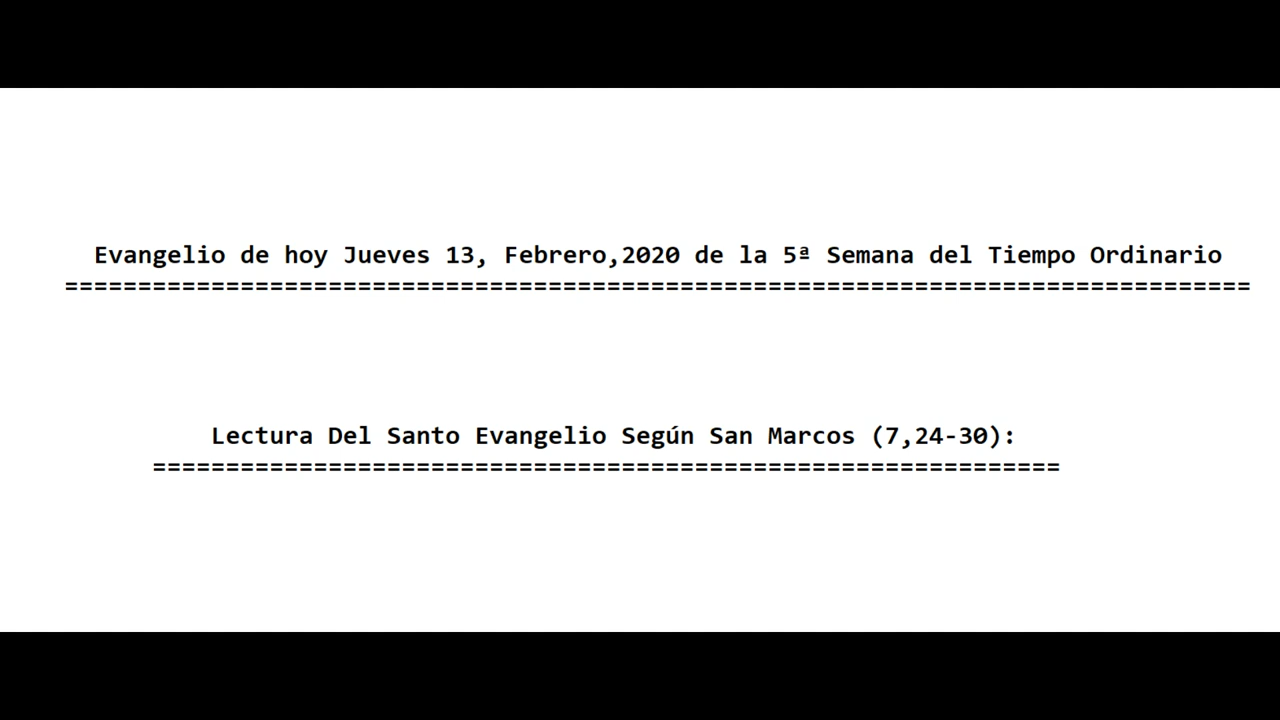 Evangelio de hoy Jueves 13, Febrero,2020 de la 5ª Semana del Tiempo Ordinario
=================================================================================
Lectura Del Santo Evangelio Según San Marcos (7,24-30):
==============================================================